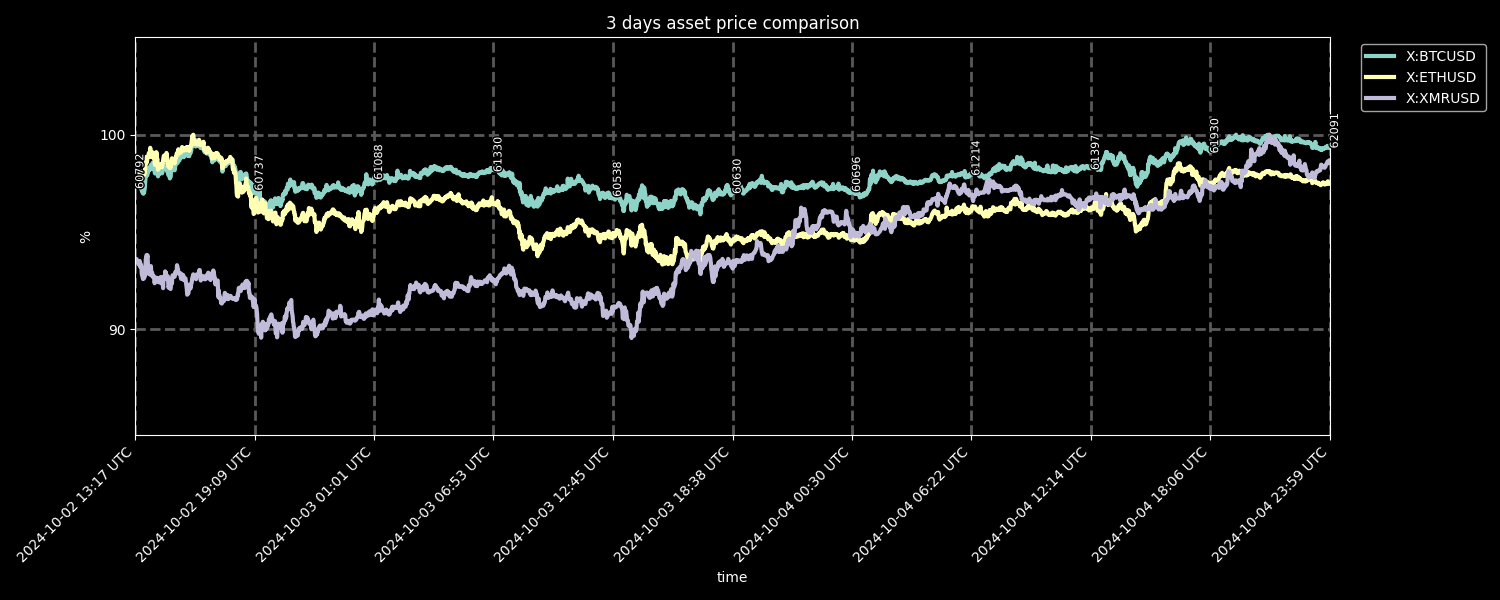 3 days asset price comparison
X:BTCUSD
X:ETHUSD
X:XMRUSD
100
90
%
60737
61088
61330
60538
60630
60696
61214
61397
61930
62091
2024-10-02 13:17 UTC
2024-10-02 19:09 UTC
2024-10-03 01:01 UTC
2024-10-03 06:53 UTC
2024-10-03 12:45 UTC
2024-10-03 18:38 UTC
2024-10-04 00:30 UTC
2024-10-04 06:22 UTC
2024-10-04 12:14 UTC
2024-10-04 18:06 UTC
2024-10-04 23:59 UTC
time